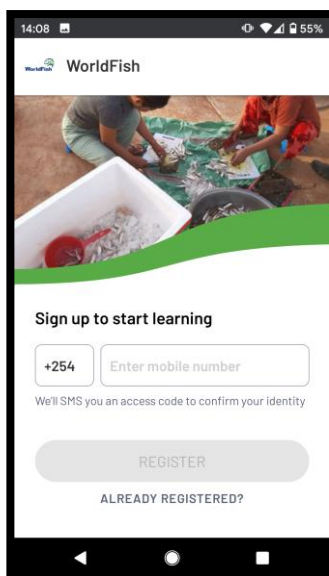 14:08
55%
WorldFish
WorldFish
Sign up to start learning
+254
Enter mobile number
We'll SMS you an access code to confirm your identity
REGISTER
ALREADY REGISTERED?